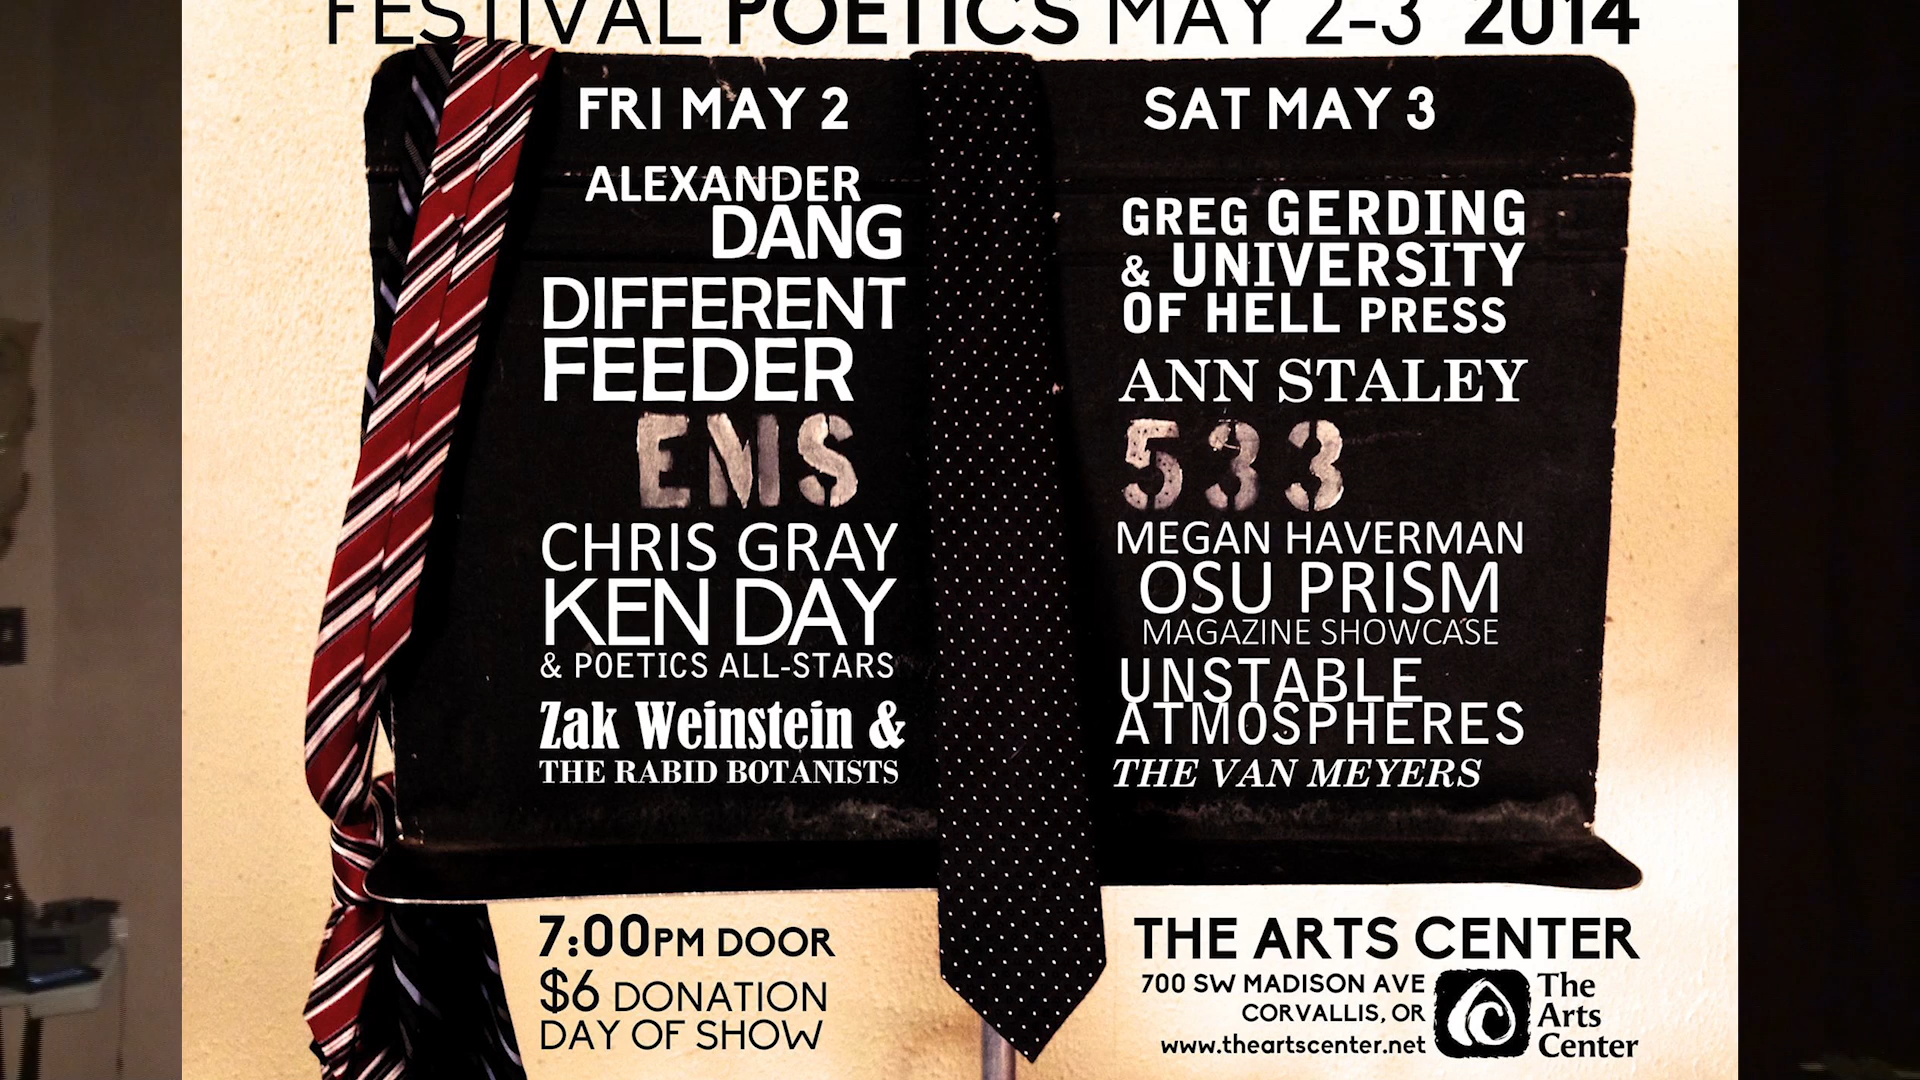 FESTIVAL POETICS MAY 2-3 2014
FRI MAY 2
ALEXANDER
DANG
DIFFERENT
FEEDER
EMS
CHRIS GRAY
KEN DAY
& POETICS ALL-STARS
Zak Weinstein &
THE RABID BOTANISTS
SAT MAY 3
GREG GERDING
& UNIVERSITY
OF HELL PRESS
ANN STALEY
533
MEGAN HAVERMAN
OSU PRISM
MAGAZINE SHOWCASE
UNSTABLE
ATMOSPHERES
THE VAN MEYERS
7:00PM DOOR
$6 DONATION
DAY OF SHOW
THE ARTS CENTER
700 SW MADISON AVE
CORVALLIS, OR
www.theartscenter.net
The
Arts
Center